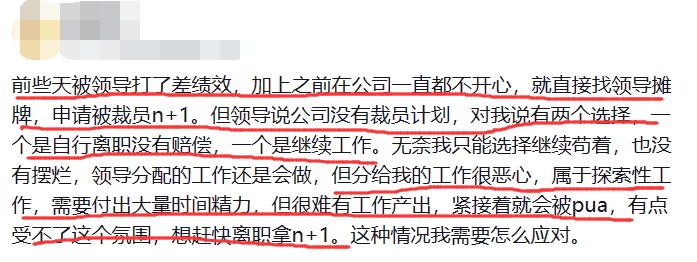 前些天被领导打了差绩效，加上之前在公司一直都不开心，就直接找领导摊
牌，申请被裁员n+1。但领导说公司没有裁员计划，对我说有两个选择，一
个是自行离职没有赔偿，一个是继续工作。无奈我只能选择继续苟着，也没
有摆烂，领导分配的工作还是会做，但分给我的工作很恶心，属于探索性工
作，需要付出大量时间精力，但很难有工作产出，紧接着就会被pua，有点
受不了这个氛围，想赶快离职拿n+1。这种情况我需要怎么应对。